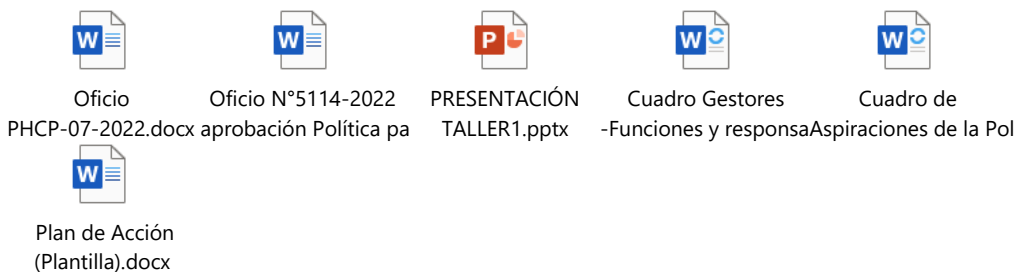 Oficio
PHCP-07-2022.docx
Oficio N°5114-2022
aprobación Política pa
PRESENTACIÓN
TALLER1.pptx
Cuadro Gestores
-Funciones y responsa
Cuadro de
Aspiraciones de la Pol
Plan de Acción
(Plantilla).docx